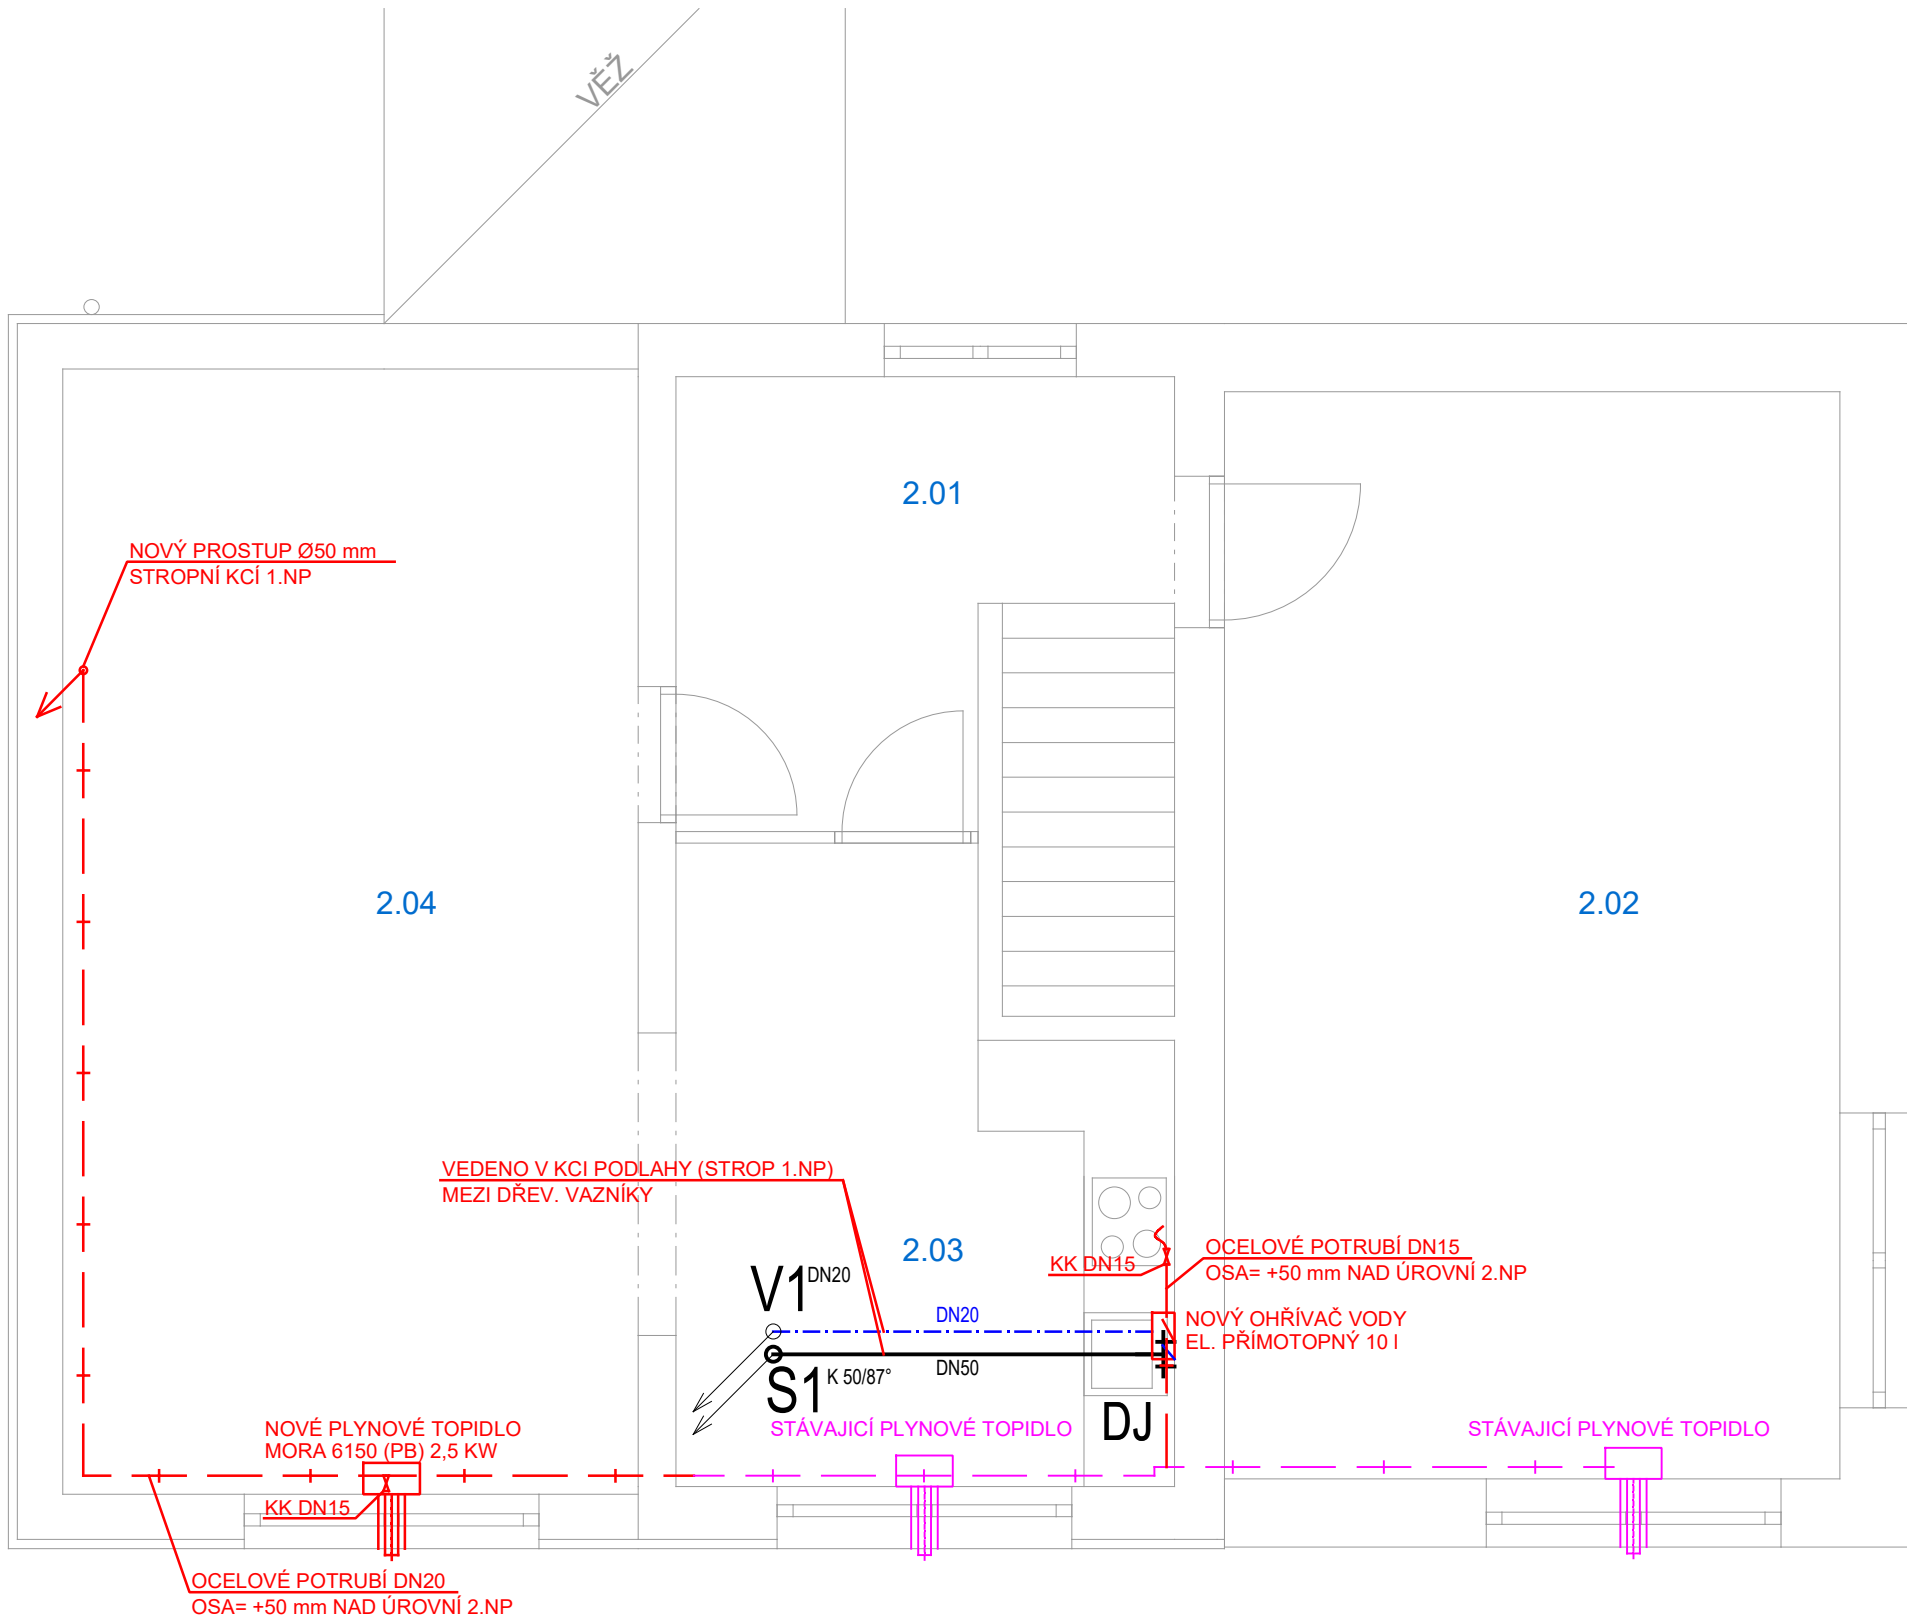 VĚŽ
2.01
NOVÝ PROSTUP Ø50 mm
STROPNÍ KCÍ 1.NP
2.04
2.02
VEDENO V KCI PODLAHY (STROP 1.NP)
MEZI DŘEV. VAZNÍKY
2.03
KK DN15
OCELOVÉ POTRUBÍ DN15
OSA= +50 mm NAD ÚROVNÍ 2.NP
V1 DN20
DN20
NOVÝ OHŘÍVAČ VODY
EL. PŘÍMOTOPNÝ 10 l
S1 K 50/87°
DN50
DJ
NOVÉ PLYNOVÉ TOPIDLO
MORA 6150 (PB) 2,5 KW
STÁVAJICÍ PLYNOVÉ TOPIDLO
STÁVAJICÍ PLYNOVÉ TOPIDLO
KK DN15
OCELOVÉ POTRUBÍ DN20
OSA= +50 mm NAD ÚROVNÍ 2.NP